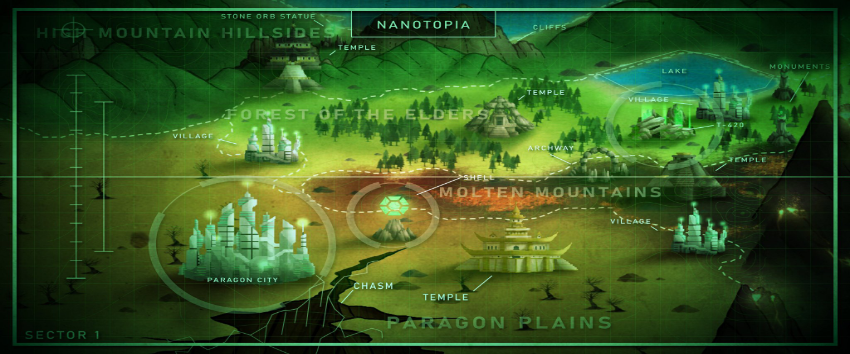 STONE ORB STATUE
NANOTOPIA
CLIFFS
HIGH MOUNTAIN HILLSIDES
TEMPLE
MONUMENTS
LAKE
TEMPLE
VILLAGE
FOREST OF THE ELDERS
T-420
VILLAGE
ARCHWAY
TEMPLE
SHELL
MOLTEN MOUNTAINS
VILLAGE
PARAGON CITY
CHASM
TEMPLE
PARAGON PLAINS
SECTOR 1